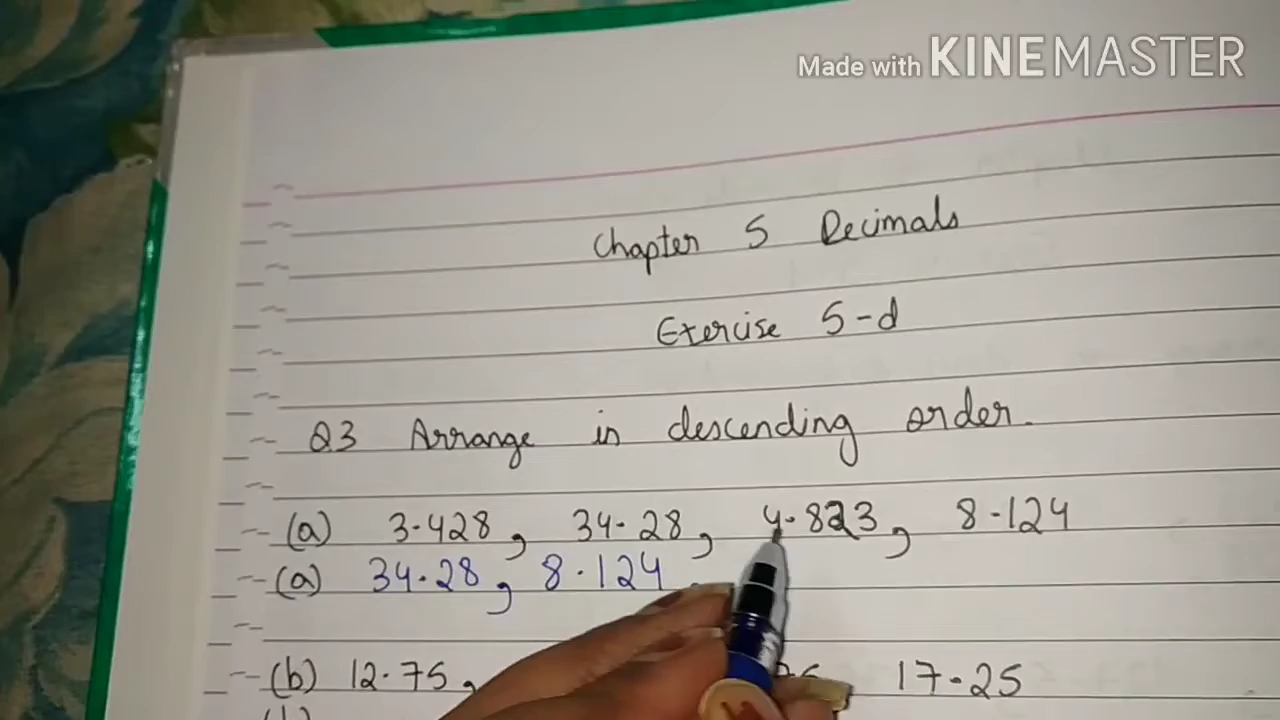 Made with KINEMASTER
Chapter 5 Decimals
Exercise 5-d
Q3 Arrange in descending order.
(a) 3.428, 34.28, 4.823, 8.124
(a) 34.28, 8.124
(b) 12.75, 17.25